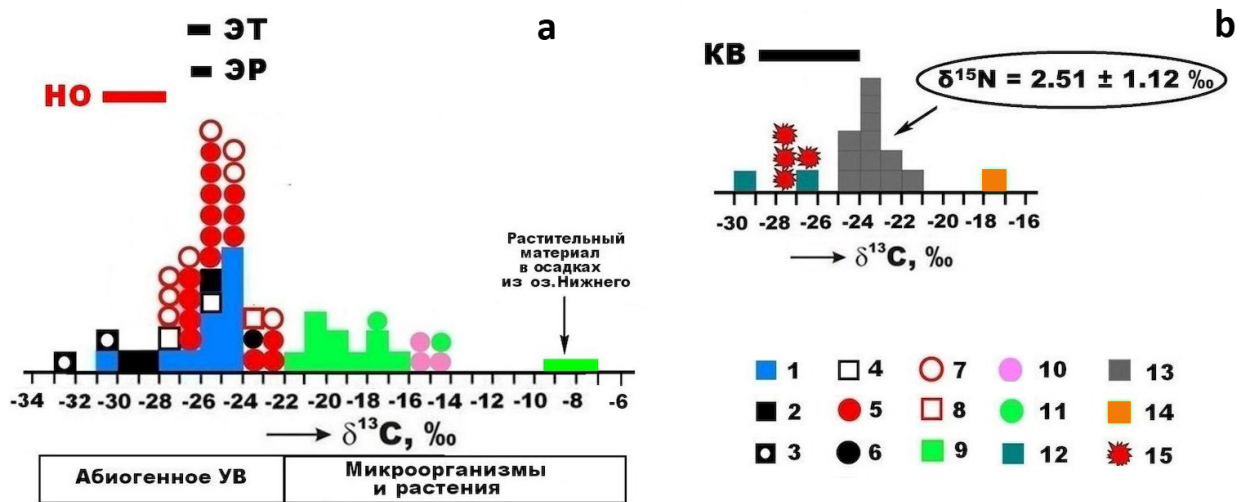 ЭТ
a
ЭР
НО
Растительный
материал
в осадках
из оз.Нижнего
-34 -32 -30 -28 -26 -24 -22 -20 -18 -16 -14 -12 -10 -8 -6
δ¹³C, ‰
Абиогенное УВ
Микроорганизмы
и растения
b
КВ
δ¹⁵N = 2.51 ± 1.12 ‰
-30 -28 -26 -24 -22 -20 -18 -16
δ¹³C, ‰
1 4 7 10 13
2 5 8 11 14
3 6 9 12 15